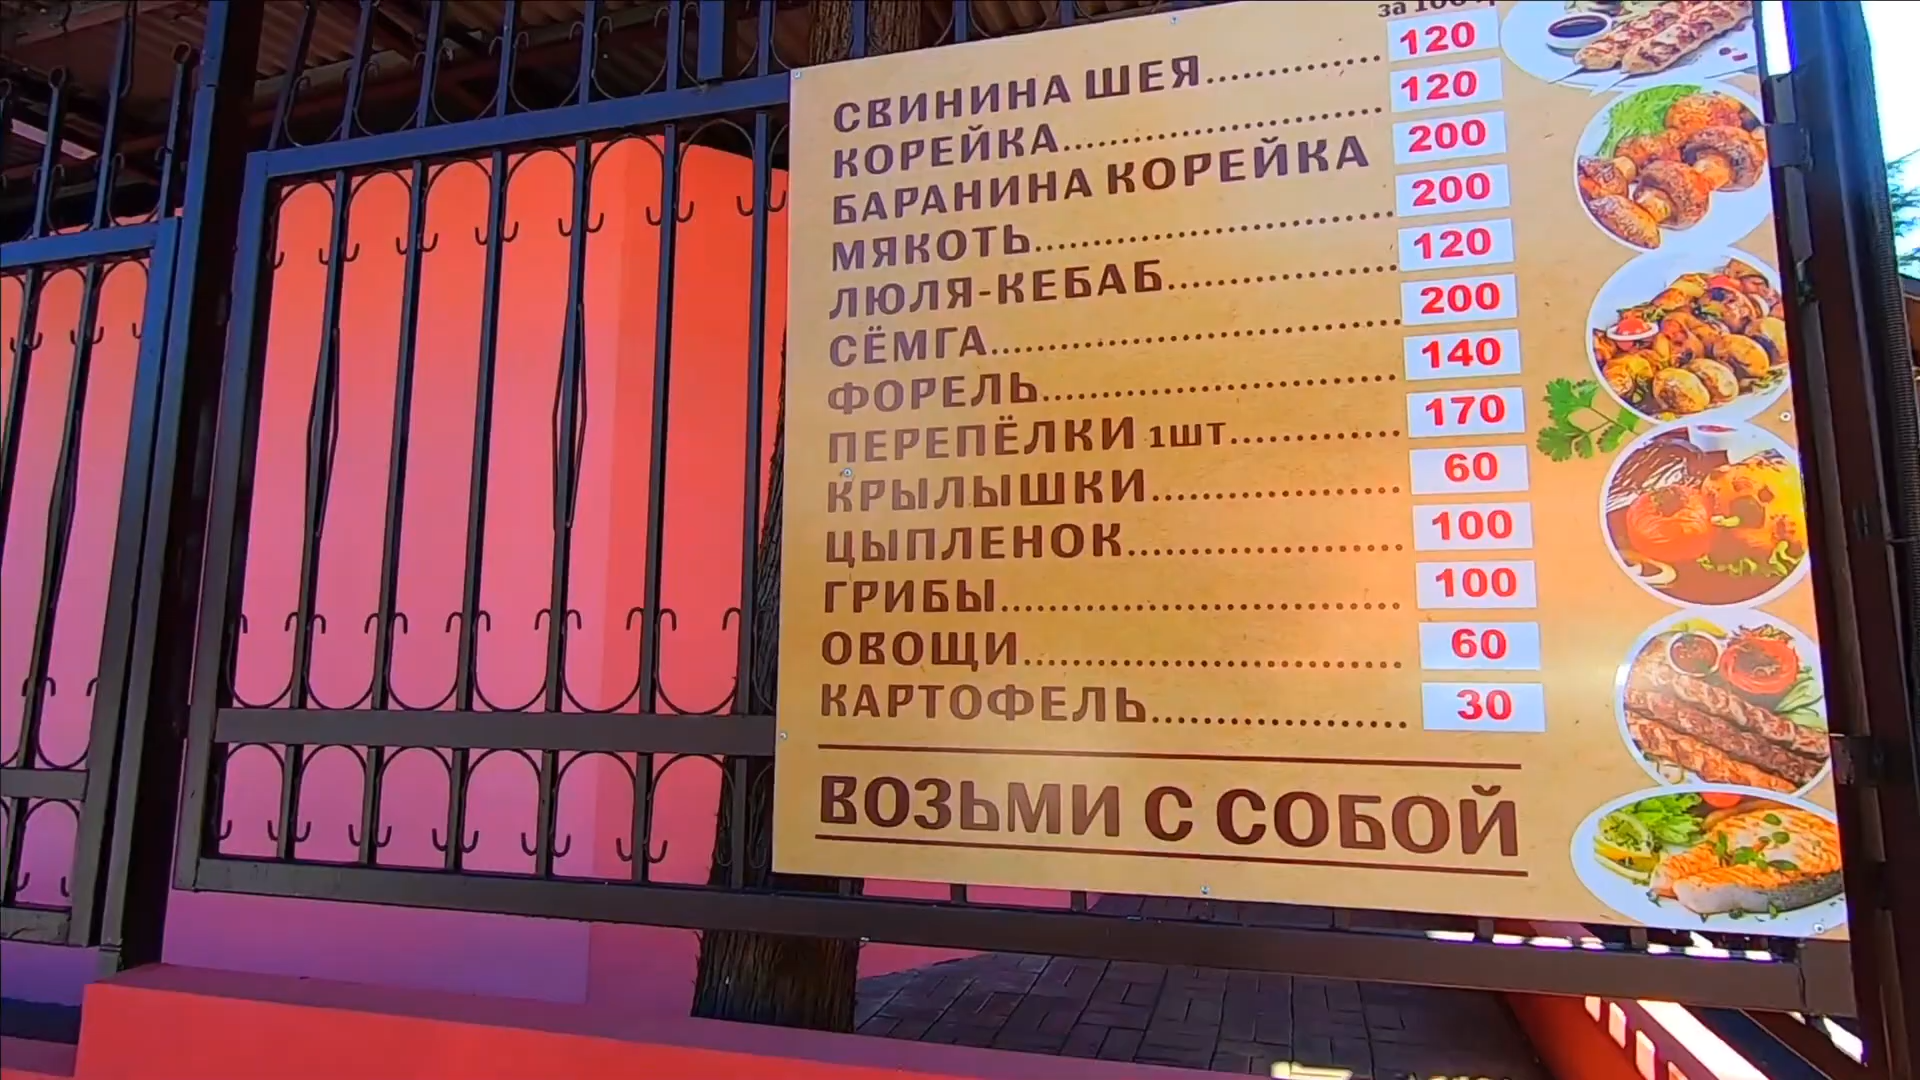 за 100
СВИНИНА ШЕЯ.............. 120
КОРЕЙКА.......................... 120
БАРАНИНА КОРЕЙКА 200
МЯКОТЬ............................. 200
ЛЮЛЯ-КЕБАБ.................. 120
СЁМГА................................. 200
ФОРЕЛЬ............................. 140
ПЕРЕПЁЛКИ 1ШТ............. 170
КРЫЛЫШКИ................... 60
ЦЫПЛЕНОК..................... 100
ГРИБЫ................................ 100
ОВОЩИ.............................. 60
КАРТОФЕЛЬ.................... 30
ВОЗЬМИ С СОБОЙ